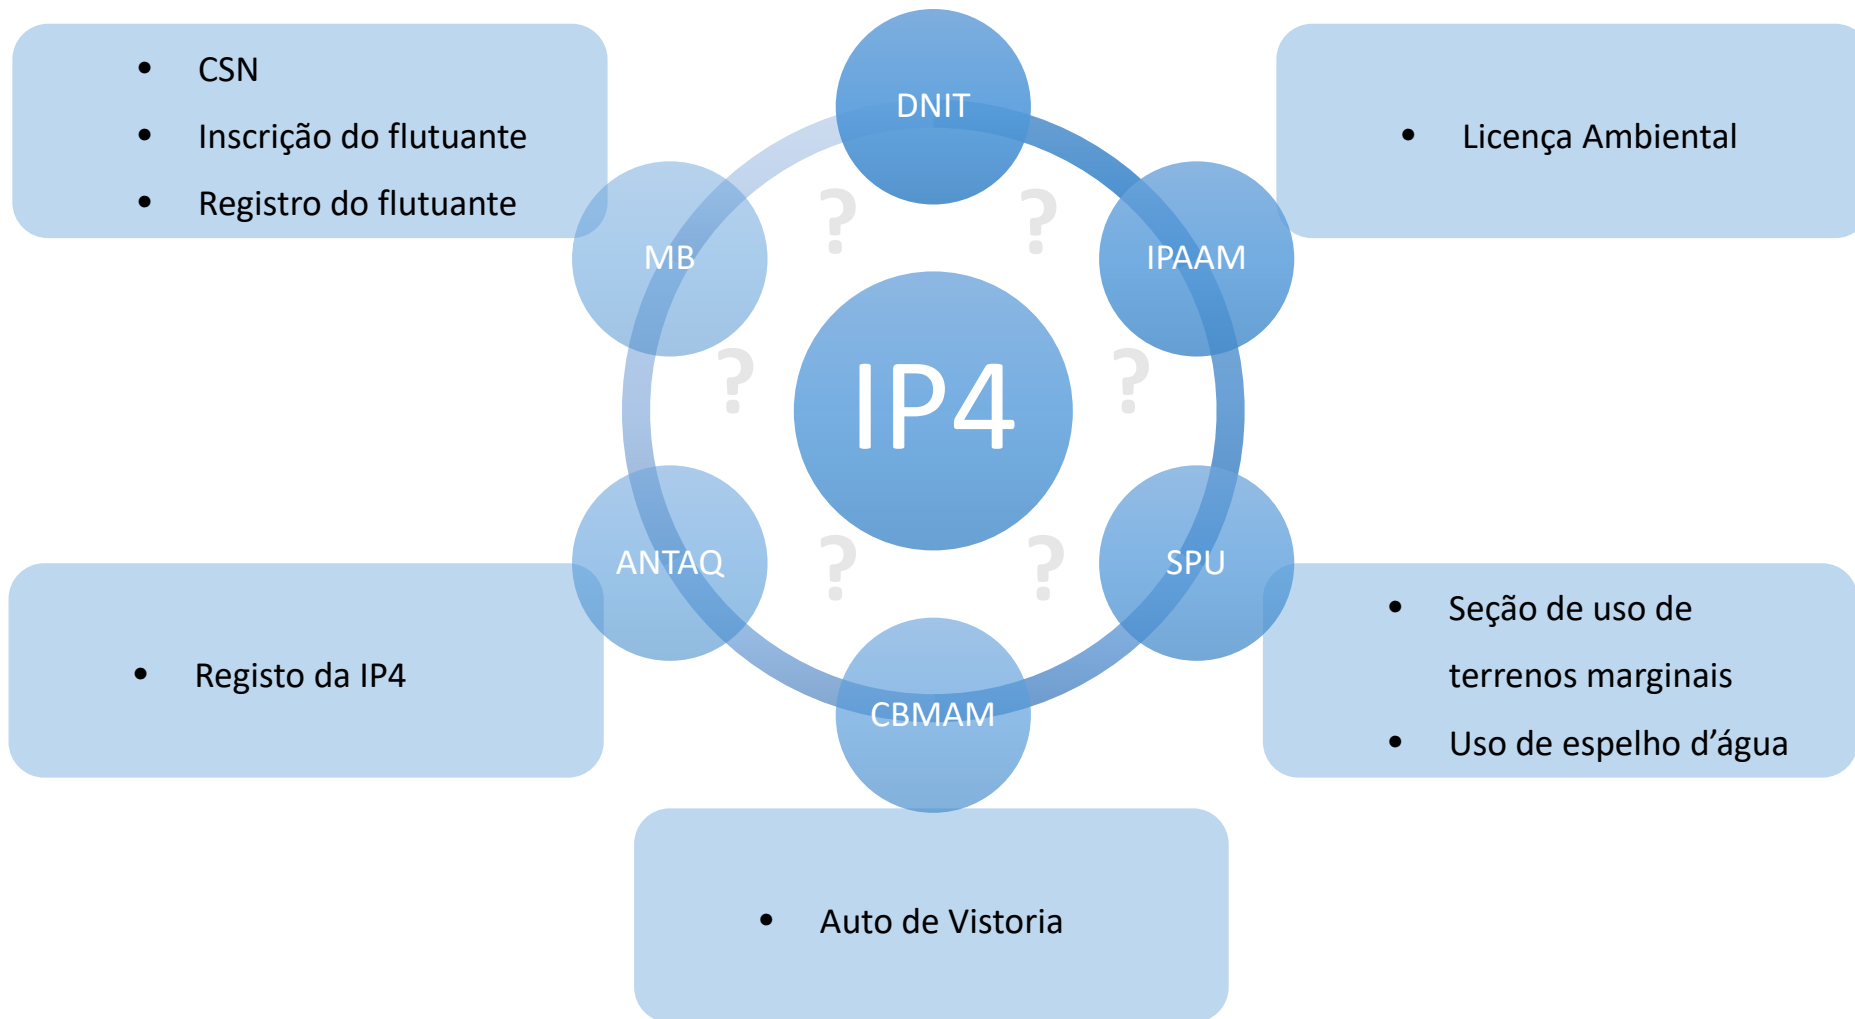 • CSN
• Inscrição do flutuante
• Registro do flutuante
DNIT
• Licença Ambiental
MB
?
?
IPAAM
?
IP4
?
ANTAQ
?
?
SPU
• Registo da IP4
CBMAM
• Seção de uso de
terrenos marginais
• Uso de espelho d’água
• Auto de Vistoria